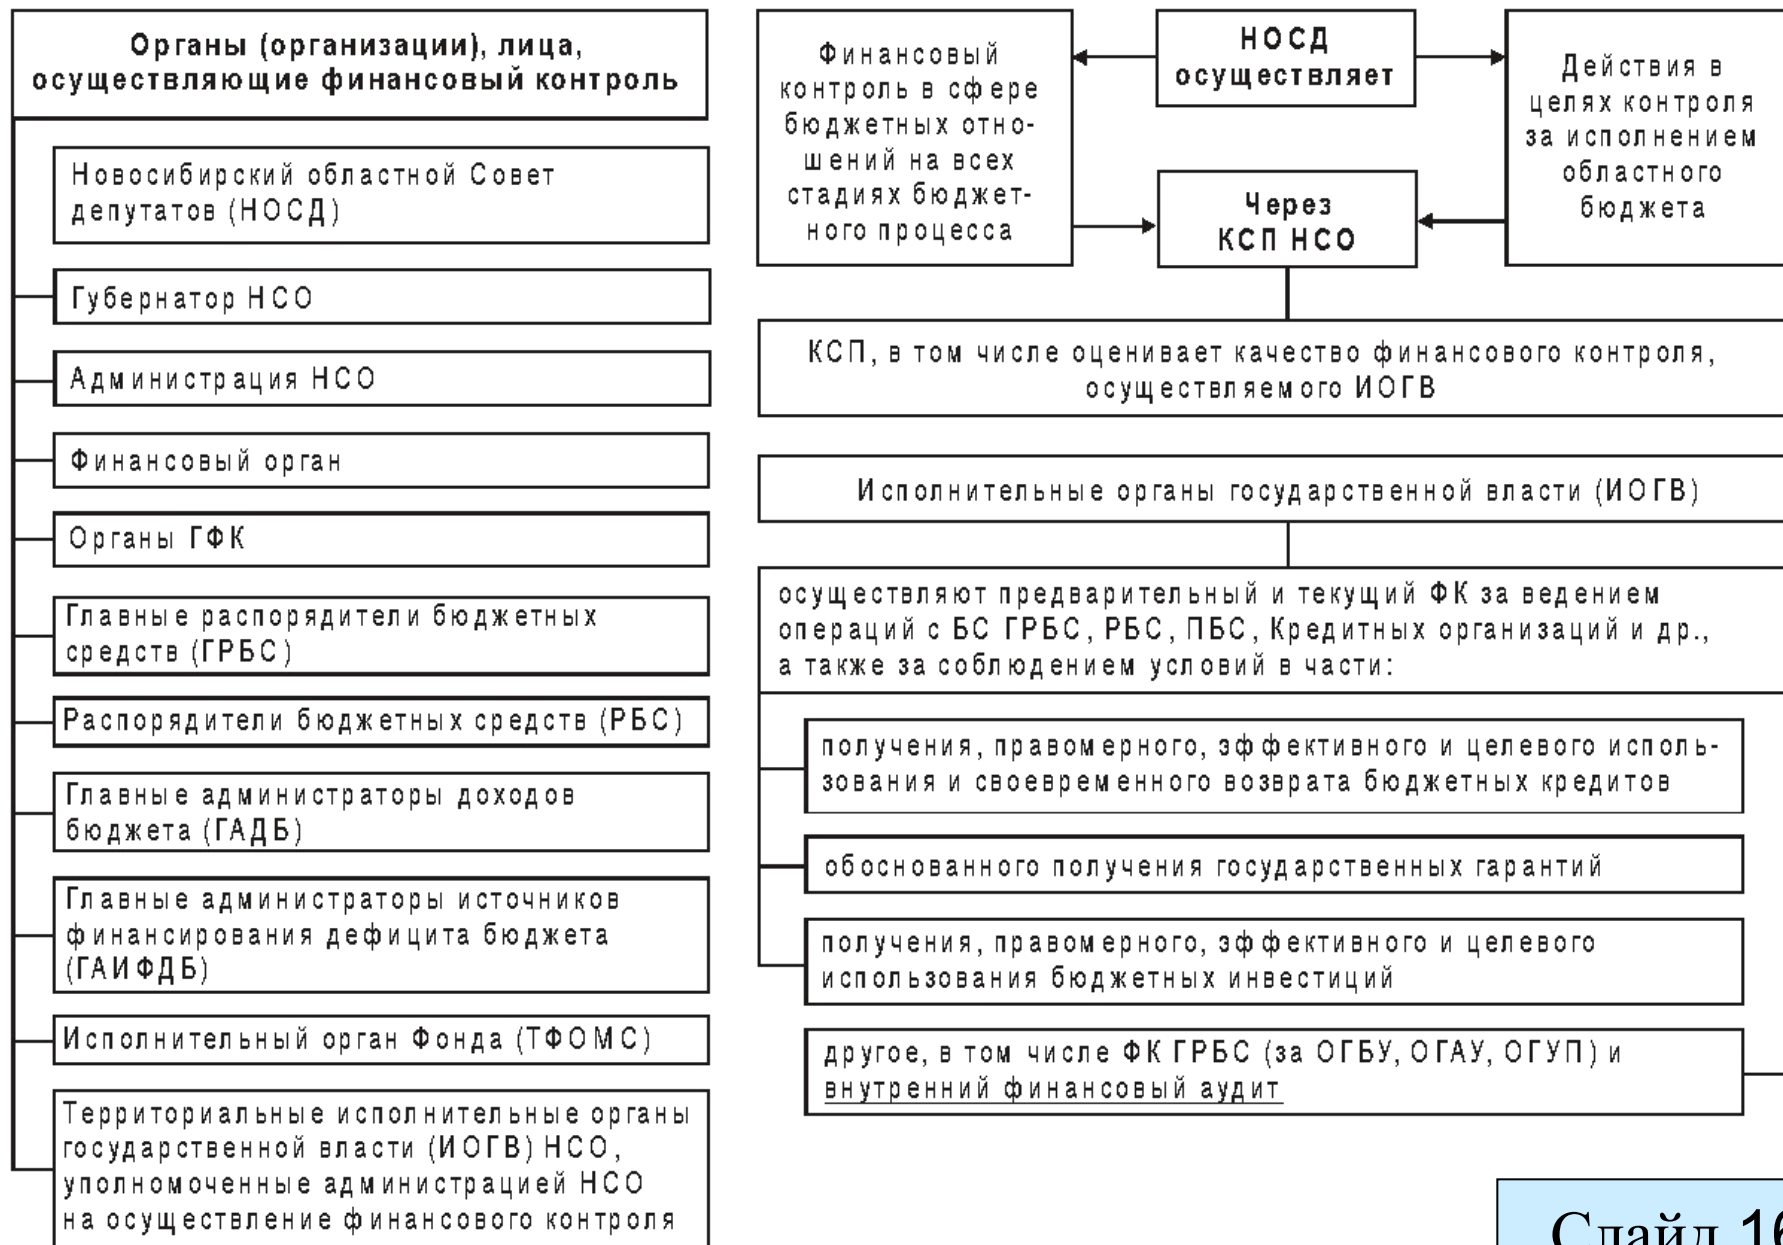 Органы (организации), лица,
осуществляющие финансовый контроль
Новосибирский областной Совет
депутатов (НОСД)
Губернатор НСО
Администрация НСО
Финансовый орган
Органы ГФК
Главные распорядители бюджетных
средств (ГРБС)
Распорядители бюджетных средств (РБС)
Главные администраторы доходов
бюджета (ГАДБ)
Главные администраторы источников
финансирования дефицита бюджета
(ГАИФДБ)
Исполнительный орган Фонда (ТФОМС)
Территориальные исполнительные органы
государственной власти (ИОГВ) НСО,
уполномоченные администрацией НСО
на осуществление финансового контроля
Финансовый
контроль в сфере
бюджетных отно-
шений на всех
стадиях бюджет-
ного процесса
НОСД
осуществляет
Действия в
целях контроля
за исполнением
областного
бюджета
Через
КСП НСО
КСП, в том числе оценивает качество финансового контроля,
осуществляемого ИОГВ
Исполнительные органы государственной власти (ИОГВ)
осуществляют предварительный и текущий ФК за ведением
операций с БС ГРБС, РБС, ПБС, Кредитных организаций и др.,
а также за соблюдением условий в части:
получения, правомерного, эффективного и целевого исполь-
зования и своевременного возврата бюджетных кредитов
обоснованного получения государственных гарантий
получения, правомерного, эффективного и целевого
использования бюджетных инвестиций
другое, в том числе ФК ГРБС (за ОГБУ, ОГАУ, ОГУП) и
внутренний финансовый аудит
Слайд 16